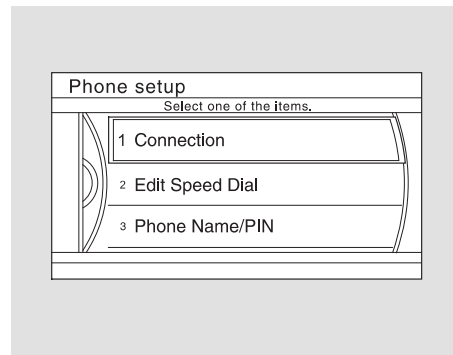 Phone setup
Select one of the items.
1 Connection
2 Edit Speed Dial
3 Phone Name/PIN